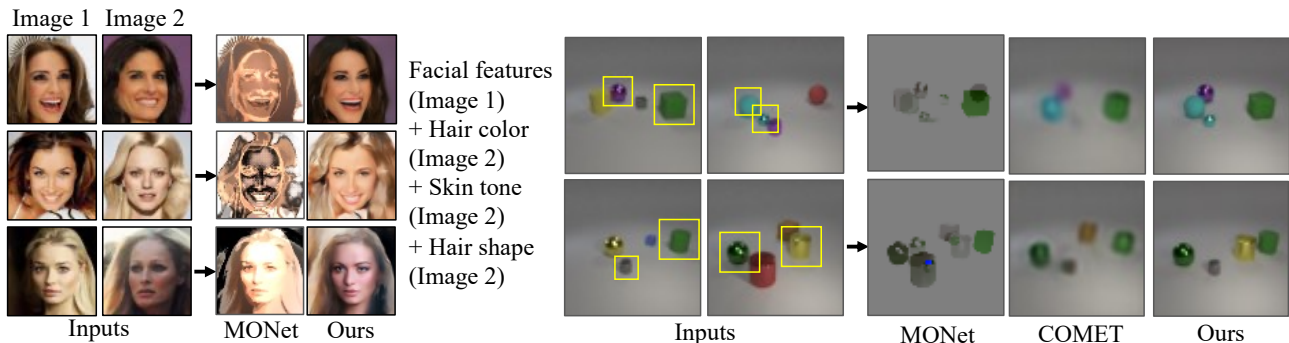 Image 1 Image 2
Facial features
(Image 1)
+ Hair color
(Image 2)
+ Skin tone
(Image 2)
+ Hair shape
(Image 2)
Inputs
MONet
Ours
Inputs
MONet
COMET
Ours